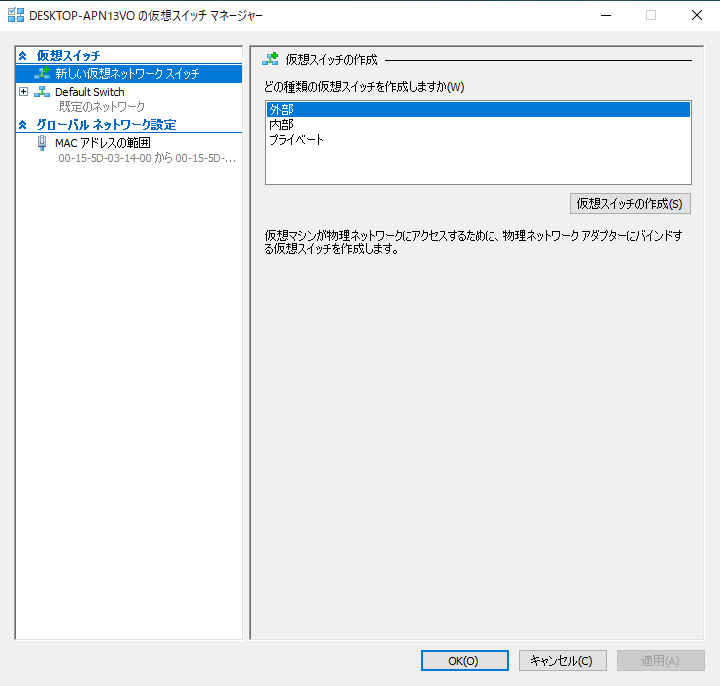 DESKTOP-APN13VO の仮想スイッチ マネージャー
仮想スイッチ
新しい仮想ネットワーク スイッチ
Default Switch
既定のネットワーク
グローバル ネットワーク設定
MAC アドレスの範囲
00-15-5D-03-14-00 から 00-15-5D-...
仮想スイッチの作成
どの種類の仮想スイッチを作成しますか(W)
外部
内部
プライベート
仮想スイッチの作成(S)
仮想マシンが物理ネットワークにアクセスするために、物理ネットワーク アダプターにバインドす
る仮想スイッチを作成します。
OK(O)
キャンセル(C)
適用(A)